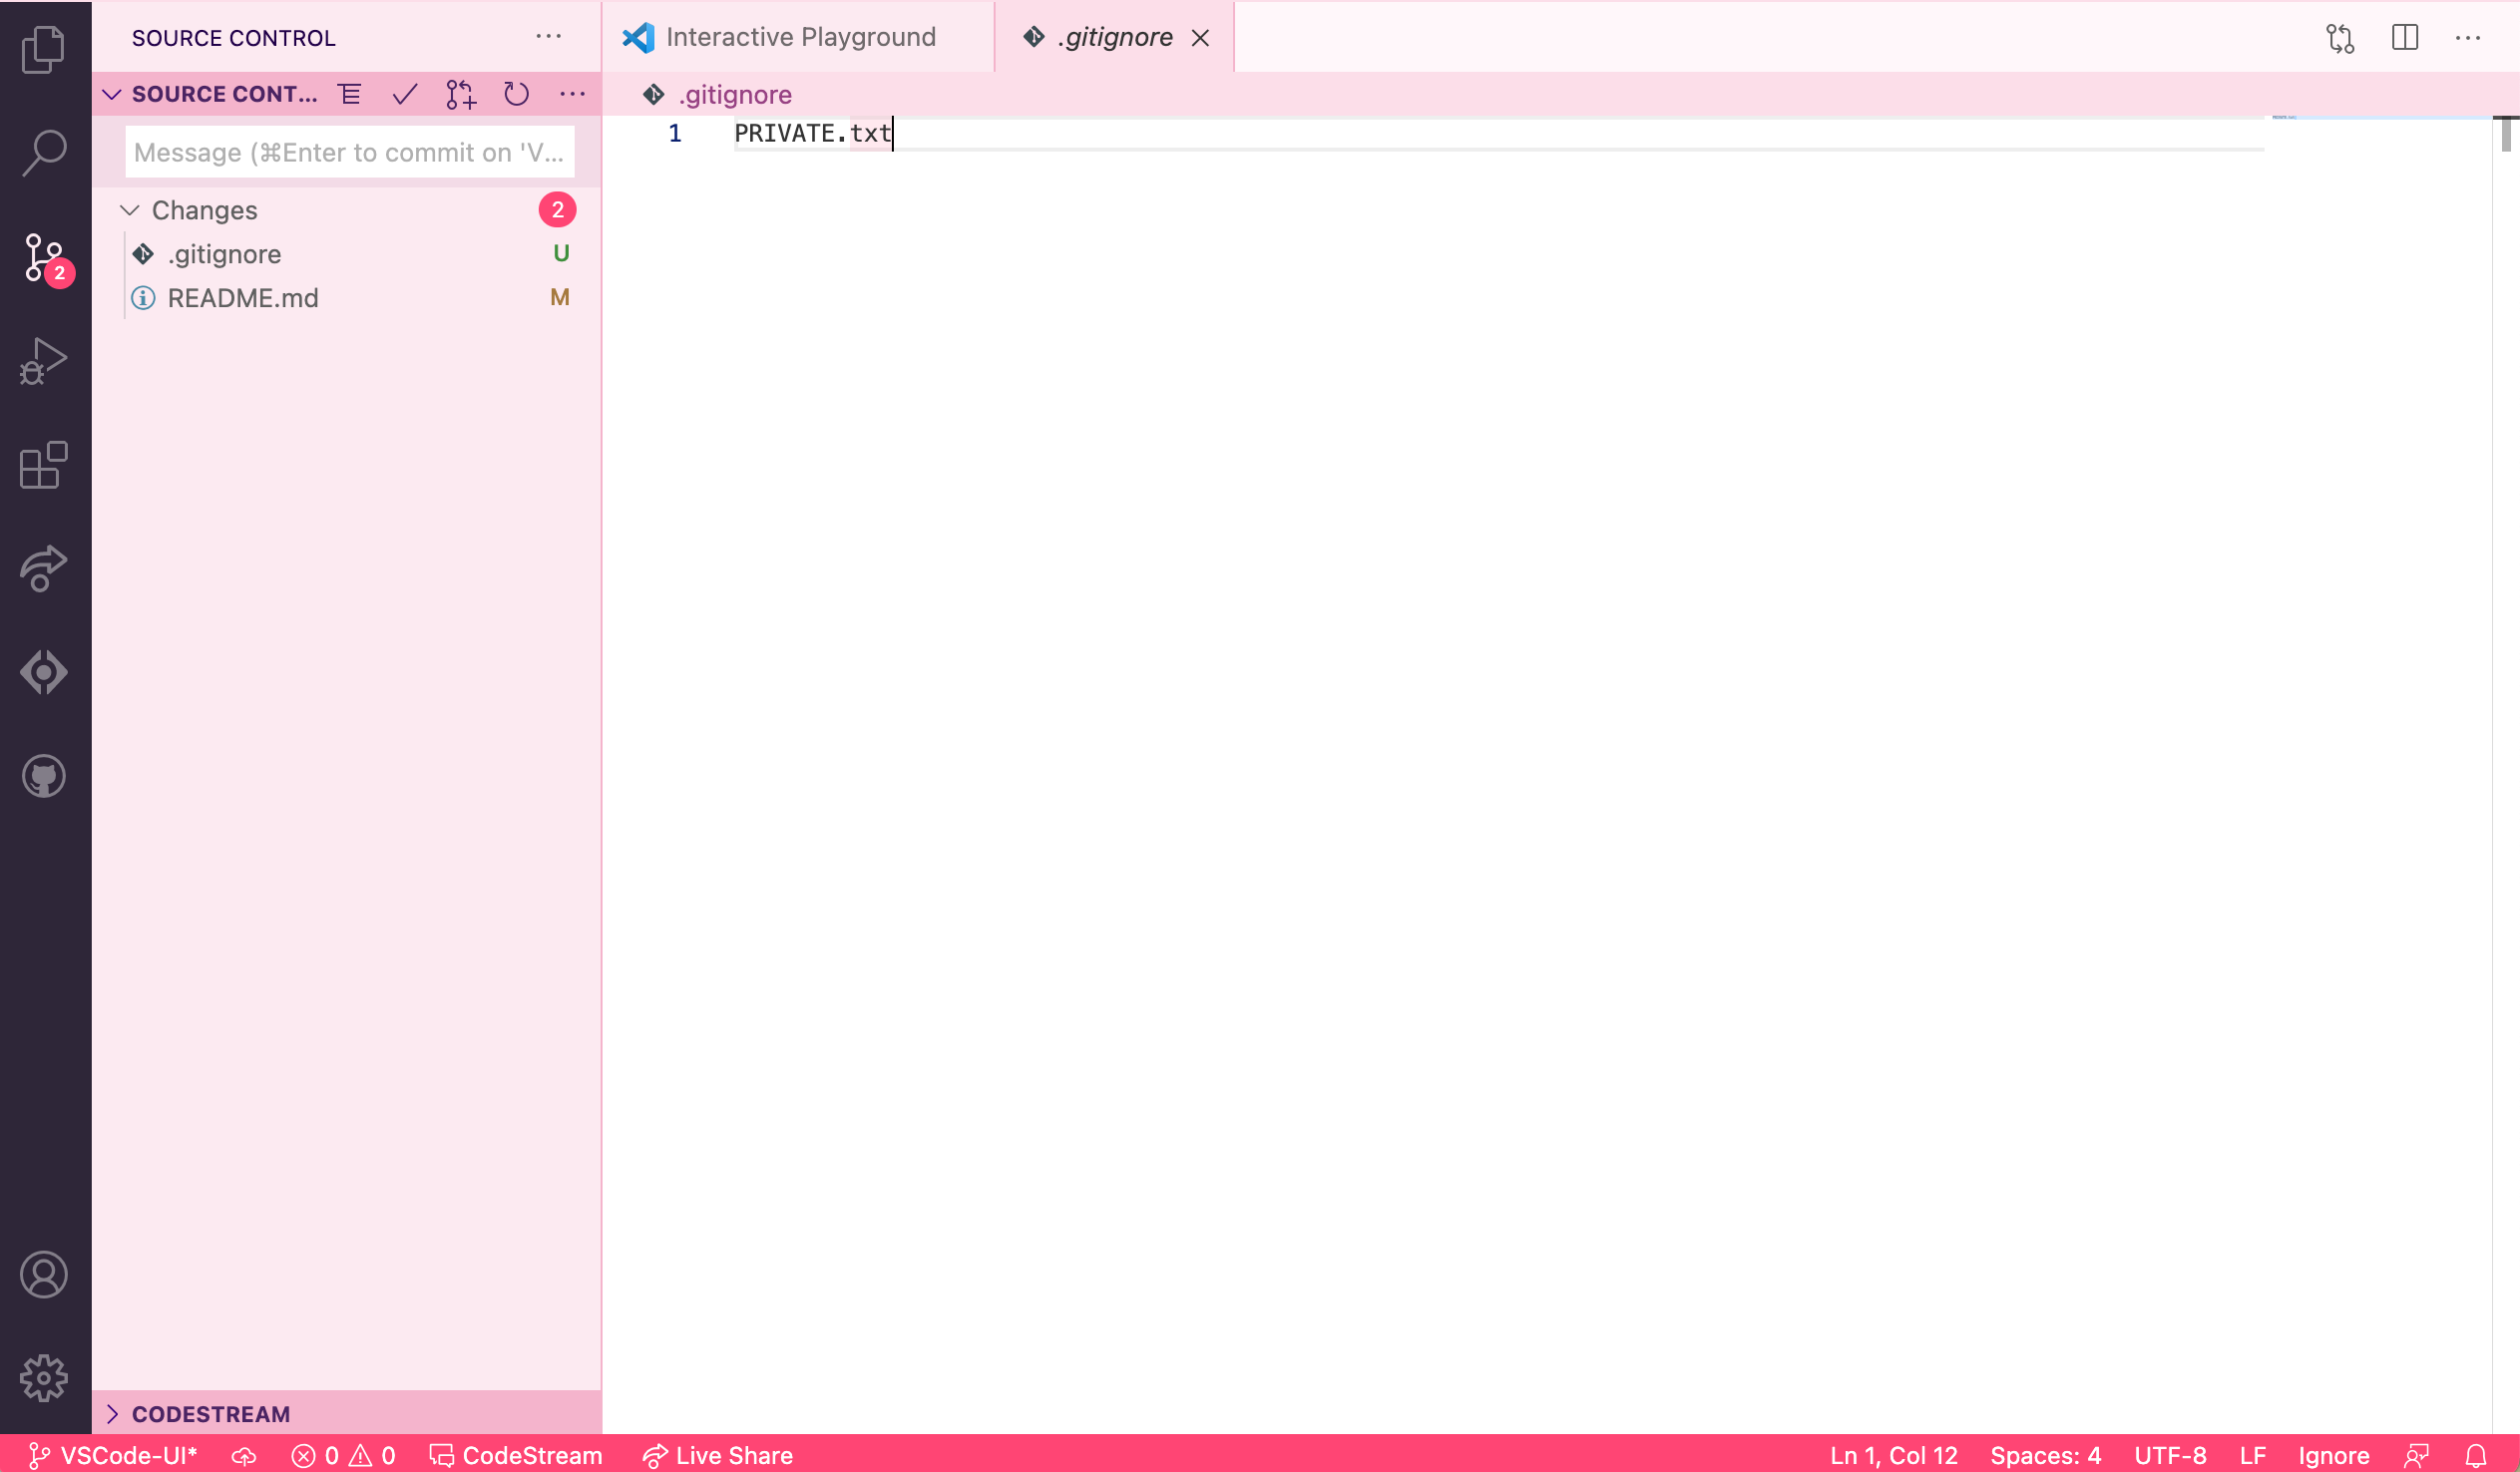 SOURCE CONTROL
Interactive Playground
.gitignore
SOURCE CONT...
.gitignore
1 PRIVATE.txt
Message (⌘Enter to commit on 'V...
Changes 2
.gitignore U
2
README.md M
CODESTREAM
VSCode-UI* 0 0 CodeStream Live Share Ln 1, Col 12 Spaces: 4 UTF-8 LF Ignore